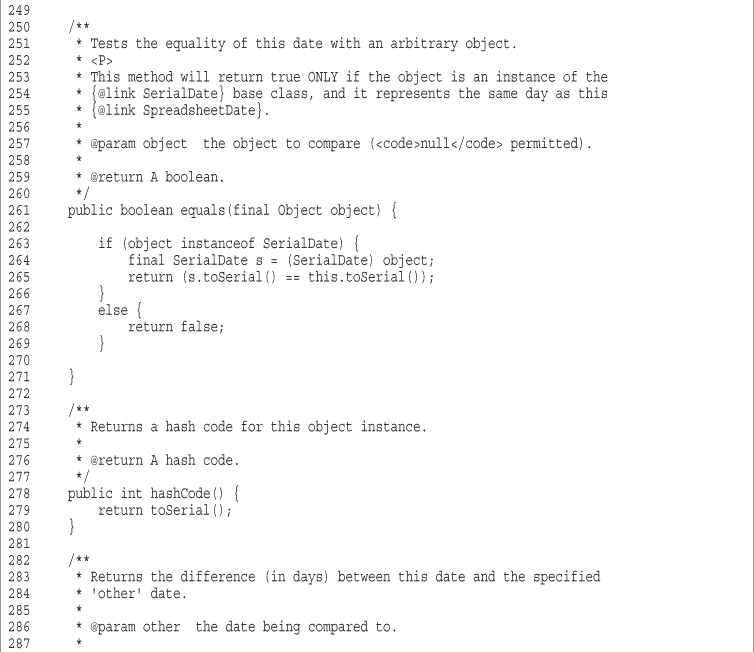 249
250     /**
251      * Tests the equality of this date with an arbitrary object.
252      * <P>
253      * This method will return true ONLY if the object is an instance of the
254      * {@link SerialDate} base class, and it represents the same day as this
255      * {@link SpreadsheetDate}.
256      *
257      * @param object  the object to compare (<code>null</code> permitted).
258      *
259      * @return A boolean.
260      */
261     public boolean equals(final Object object) {
262
263         if (object instanceof SerialDate) {
264             final SerialDate s = (SerialDate) object;
265             return (s.toSerial() == this.toSerial());
266         }
267         else {
268             return false;
269         }
270
271     }
272
273     /**
274      * Returns a hash code for this object instance.
275      *
276      * @return A hash code.
277      */
278     public int hashCode() {
279         return toSerial();
280     }
281
282     /**
283      * Returns the difference (in days) between this date and the specified
284      * 'other' date.
285      *
286      * @param other  the date being compared to.
287      *